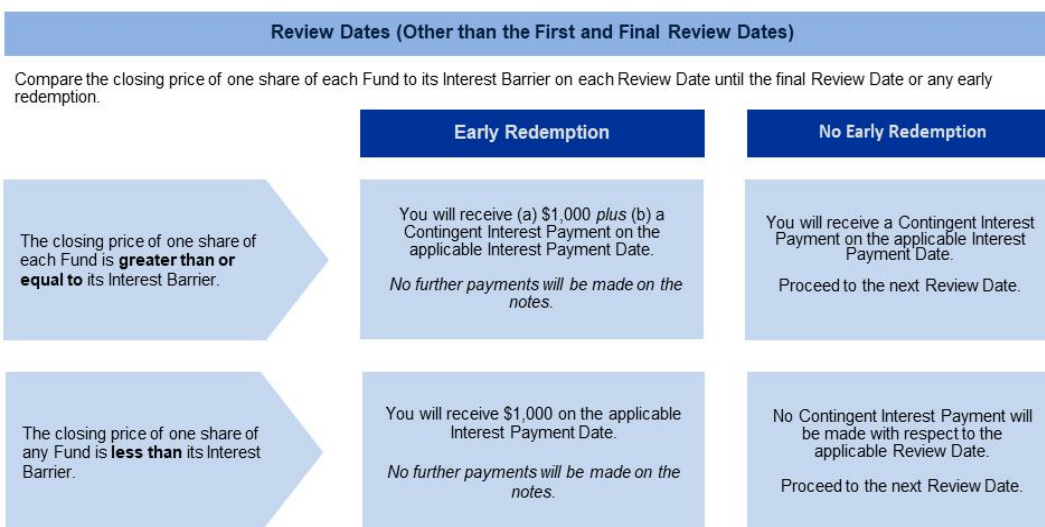 Review Dates (Other than the First and Final Review Dates)
Compare the closing price of one share of each Fund to its Interest Barrier on each Review Date until the final Review Date or any early
redemption.
Early Redemption
No Early Redemption
The closing price of one share of
each Fund is greater than or
equal to its Interest Barrier.
You will receive (a) $1,000 plus (b) a
Contingent Interest Payment on the
applicable Interest Payment Date.
No further payments will be made on the
notes.
You will receive a Contingent Interest
Payment on the applicable Interest
Payment Date.
Proceed to the next Review Date.
The closing price of one share of
any Fund is less than its Interest
Barrier.
You will receive $1,000 on the applicable
Interest Payment Date.
No further payments will be made on the
notes.
No Contingent Interest Payment will
be made with respect to the
applicable Review Date.
Proceed to the next Review Date.